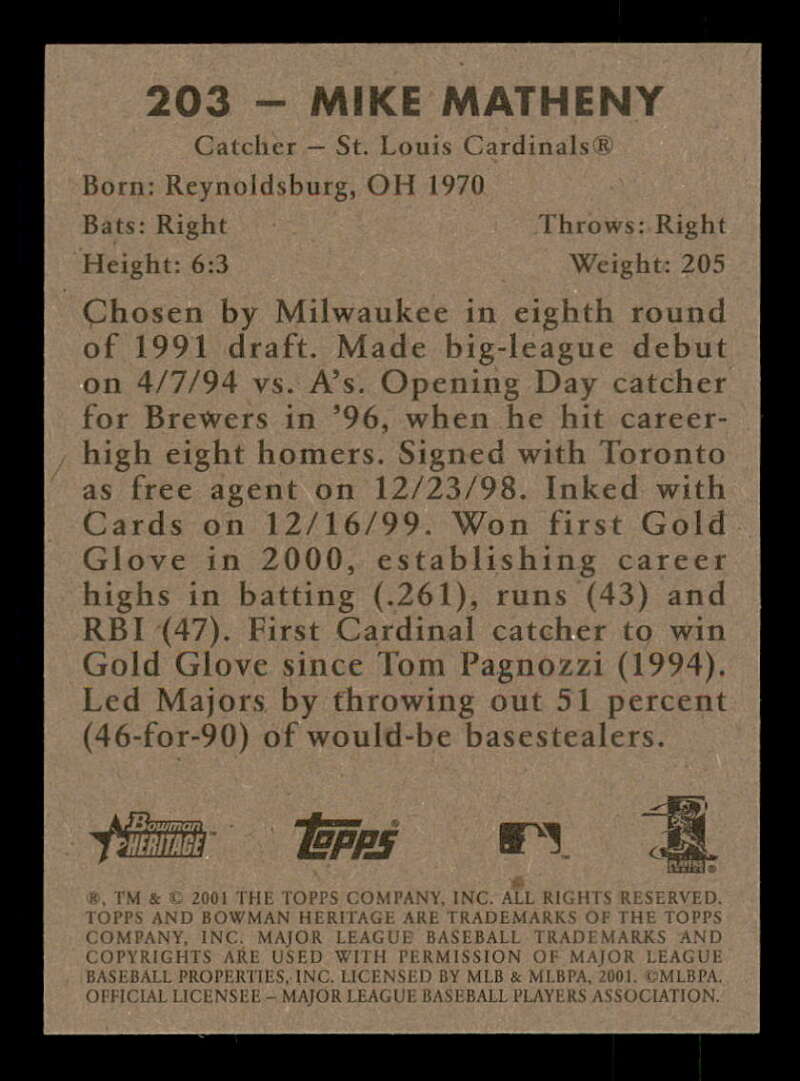 203 – MIKE MATHENY
Catcher – St. Louis Cardinals®
Born: Reynoldsburg, OH 1970
Bats: Right Throws: Right
Height: 6:3 Weight: 205
Chosen by Milwaukee in eighth round
of 1991 draft. Made big-league debut
on 4/7/94 vs. A's. Opening Day catcher
for Brewers in '96, when he hit career-
high eight homers. Signed with Toronto
as free agent on 12/23/98. Inked with
Cards on 12/16/99. Won first Gold
Glove in 2000, establishing career
highs in batting (.261), runs (43) and
RBI (47). First Cardinal catcher to win
Gold Glove since Tom Pagnozzi (1994).
Led Majors by throwing out 51 percent
(46-for-90) of would-be basestealers.
Bowman
HERITAGE
TOPPS
®, TM & © 2001 THE TOPPS COMPANY, INC. ALL RIGHTS RESERVED.
TOPPS AND BOWMAN HERITAGE ARE TRADEMARKS OF THE TOPPS
COMPANY, INC. MAJOR LEAGUE BASEBALL TRADEMARKS AND
COPYRIGHTS ARE USED WITH PERMISSION OF MAJOR LEAGUE
BASEBALL PROPERTIES, INC. LICENSED BY MLB & MLBPA, 2001. ©MLBPA.
OFFICIAL LICENSEE – MAJOR LEAGUE BASEBALL PLAYERS ASSOCIATION.